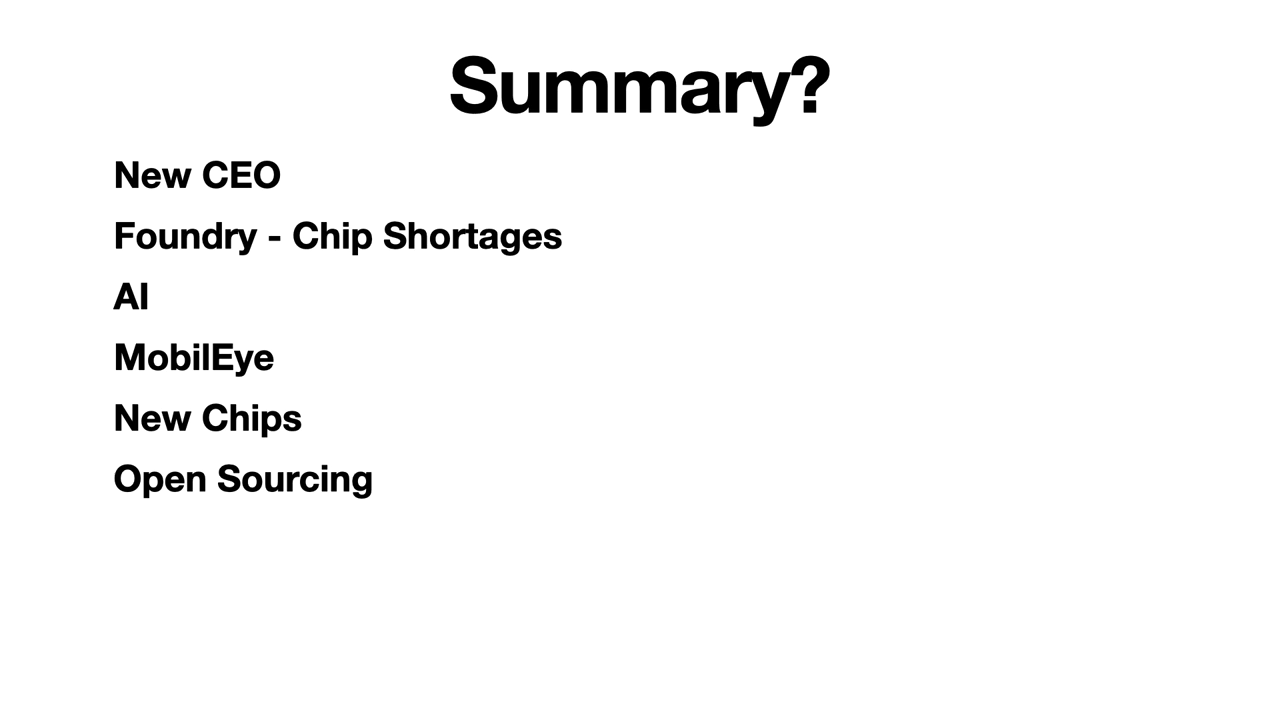 Summary?
New CEO
Foundry - Chip Shortages
AI
MobilEye
New Chips
Open Sourcing